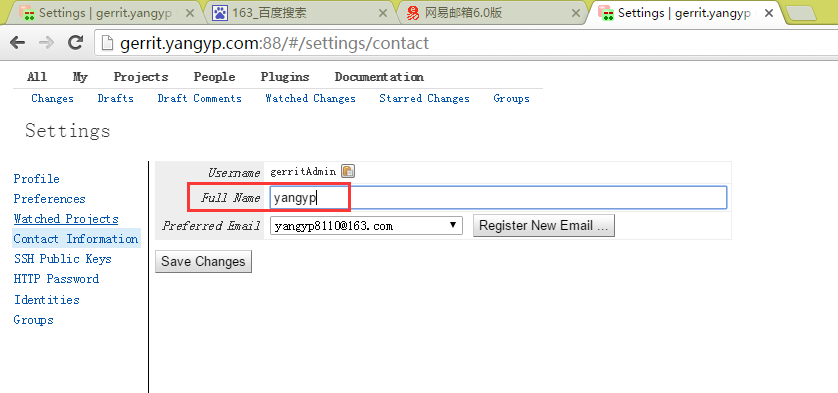 Settings | gerrit.yangyp × 163_百度搜索 × 网易邮箱6.0版 × Settings | gerrit.yangyp ×
gerrit.yangyp.com:88/#/settings/contact
All My Projects People Plugins Documentation
Changes Drafts Draft Comments Watched Changes Starred Changes Groups
Settings
Profile
Preferences
Watched Projects
Contact Information
SSH Public Keys
HTTP Password
Identities
Groups
Username gerritAdmin
Full Name yangyp
Preferred Email yangyp8110@163.com Register New Email ...
Save Changes